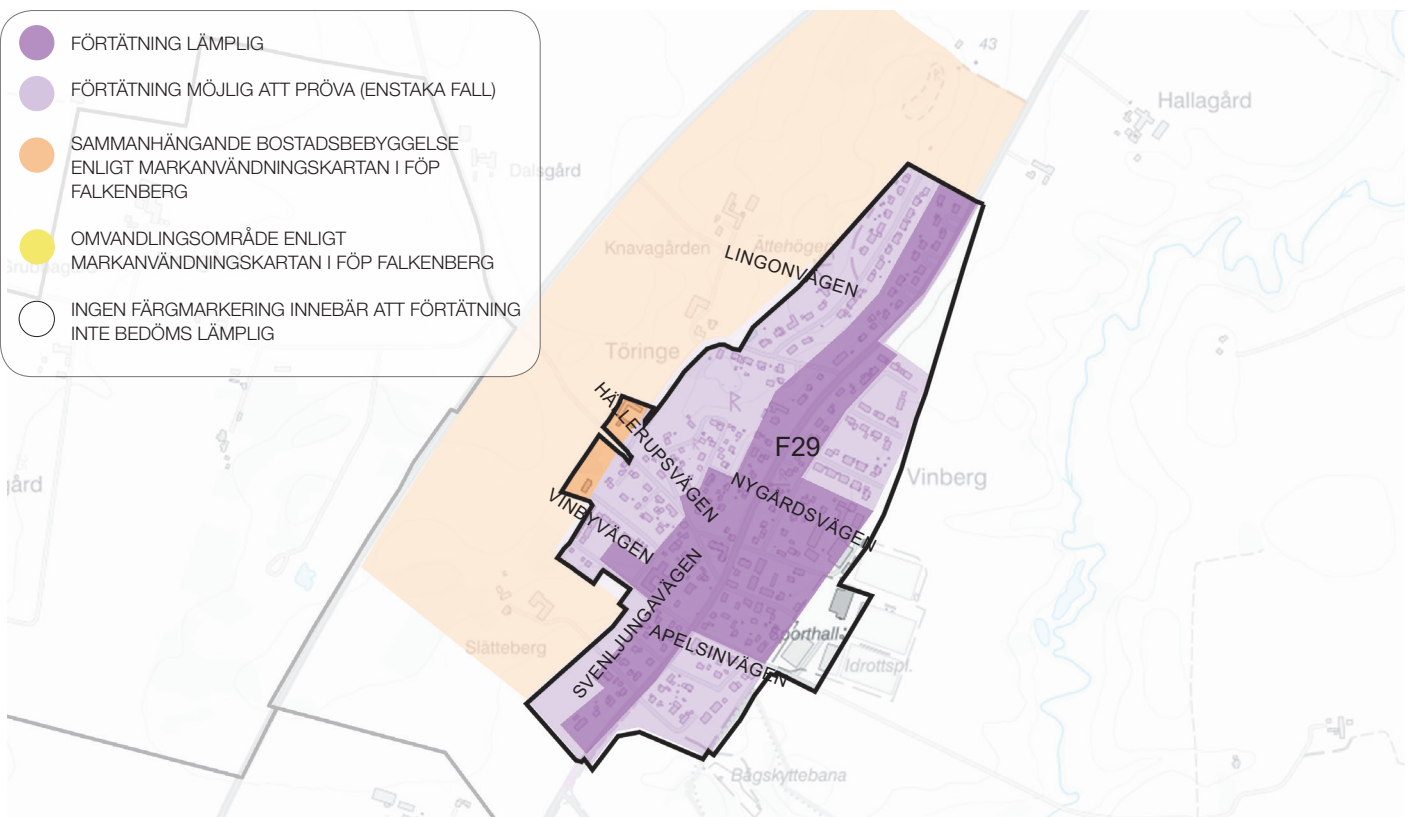 FÖRTÄTNING LÄMPLIG
FÖRTÄTNING MÖJLIG ATT PRÖVA (ENSTAKA FALL)
SAMMANHÄNGANDE BOSTADSBEBYGGELSE
ENLIGT MARKANVÄNDNINGSKARTAN I FÖP
FALKENBERG
OMVANDLINGSOMRÅDE ENLIGT
MARKANVÄNDNINGSKARTAN I FÖP FALKENBERG
INGEN FÄRGMARKERING INNEBÄR ATT FÖRTÄTNING
INTE BEDÖMS LÄMPLIG
43
Hallagård
Dalsgård
Knavagården
Ättehögen
LINGONVÄGEN
Töringe
HÄLLERUPSVÄGEN
F29
Vinberg
NYGÅRDSVÄGEN
VINBYVÄGEN
SVENLJUNGAVÄGEN
APELSINVÄGEN
Sporthall
Idrottspl.
Slätteberg
Bågskyttebana